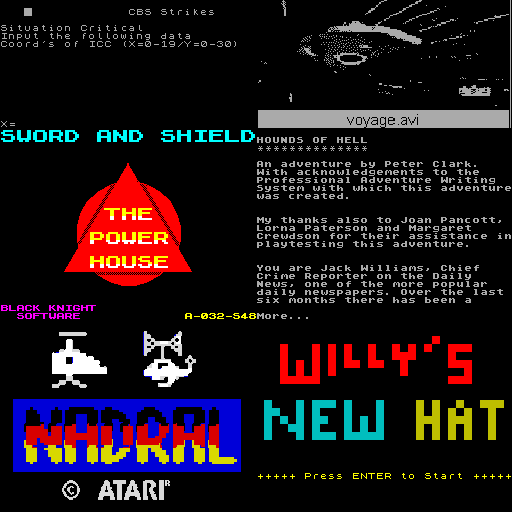 CBS Strikes
Situation Critical
Input the following data
Coord's of ICC (X=0-19/Y=0-30)
X=
voyage.avi
SWORD AND SHIELD
THE
POWER
HOUSE
BLACK KNIGHT
SOFTWARE
A-032-S48
HOUNDS OF HELL
**************
An adventure by Peter Clark.
With acknowledgements to the
Professional Adventure Writing
System with which this adventure
was created.
My thanks also to Joan Pancott,
Lorna Paterson and Margaret
Crewdson for their assistance in
playtesting this adventure.
You are Jack Williams, Chief
Crime Reporter on the Daily
News, one of the more popular
daily newspapers. Over the last
six months there has been a
More...
NADRAL
© ATARI®
WILLY'S
NEW HAT
+++++ Press ENTER to Start +++++